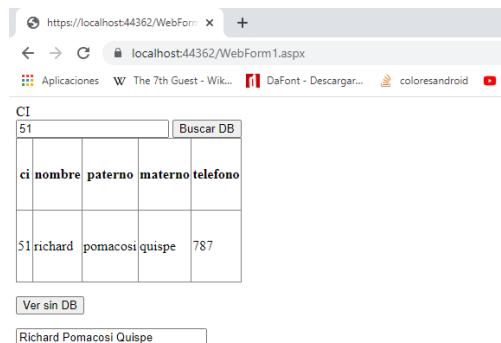 https://localhost:44362/WebForm
localhost:44362/WebForm1.aspx
Aplicaciones W The 7th Guest - Wik... DaFont - Descargar... coloresandroid
CI
51 Buscar DB
ci nombre paterno materno telefono
51 richard pomacosi quispe 787
Ver sin DB
Richard Pomacosi Quispe